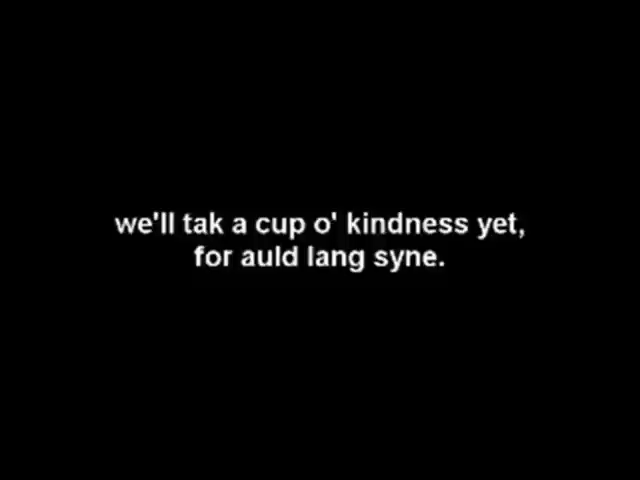 we'll tak a cup o' kindness yet,
for auld lang syne.